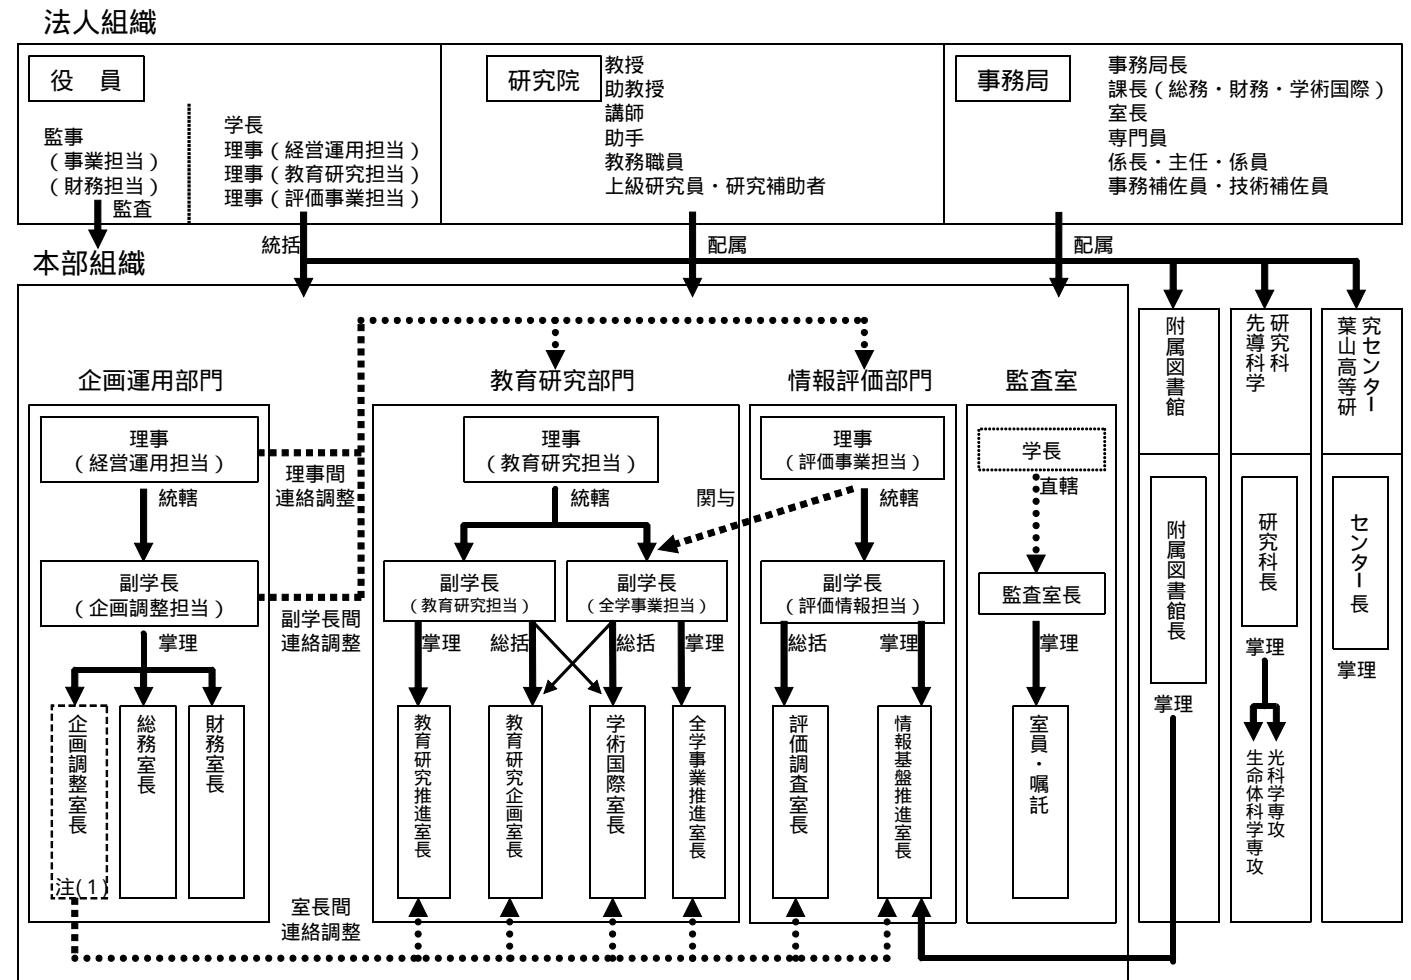 法人組織
役　員
監事
（事業担当）
（財務担当）
監査
学長
理事（経営運用担当）
理事（教育研究担当）
理事（評価事業担当）
研究院
教授
助教授
講師
助手
教務職員
上級研究員・研究補助者
事務局
事務局長
課長（総務・財務・学術国際）
室長
専門員
係長・主任・係員
事務補佐員・技術補佐員
統括
配属
配属
本部組織
企画運用部門
理事
（経営運用担当）
統轄
副学長
（企画調整担当）
掌理
企画調整室長
注(1)
総務室長
財務室長
理事間
連絡調整
副学長間
連絡調整
室長間
連絡調整
教育研究部門
理事
（教育研究担当）
統轄
関与
副学長
（教育研究担当）
副学長
（全学事業担当）
掌理
総括
総括
掌理
教育研究推進室長
教育研究企画室長
学術国際室長
全学事業推進室長
情報評価部門
理事
（評価事業担当）
統轄
副学長
（評価情報担当）
総括
掌理
評価調査室長
情報基盤推進室長
監査室
学長
直轄
監査室長
掌理
室員・嘱託
附属図書館
附属図書館長
掌理
研究科
先導科学
研究科長
掌理
光科学専攻
生命体科学専攻
究センター
葉山高等研
センター長
掌理